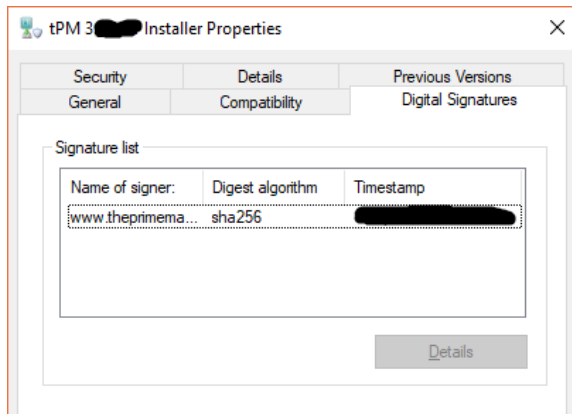 tPM 3 Installer Properties
Security Details Previous Versions
General Compatibility Digital Signatures
Signature list
Name of signer: Digest algorithm Timestamp
www.theprimema... sha256
Details